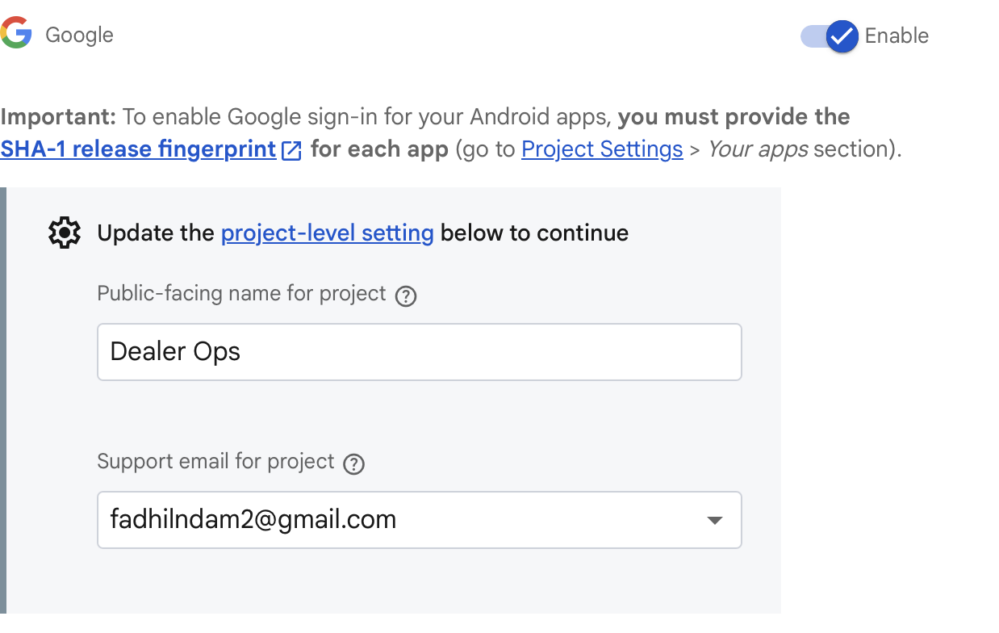 Google
Enable
Important: To enable Google sign-in for your Android apps, you must provide the
SHA-1 release fingerprint for each app (go to Project Settings > Your apps section).
Update the project-level setting below to continue
Public-facing name for project
Dealer Ops
Support email for project
fadhilndam2@gmail.com